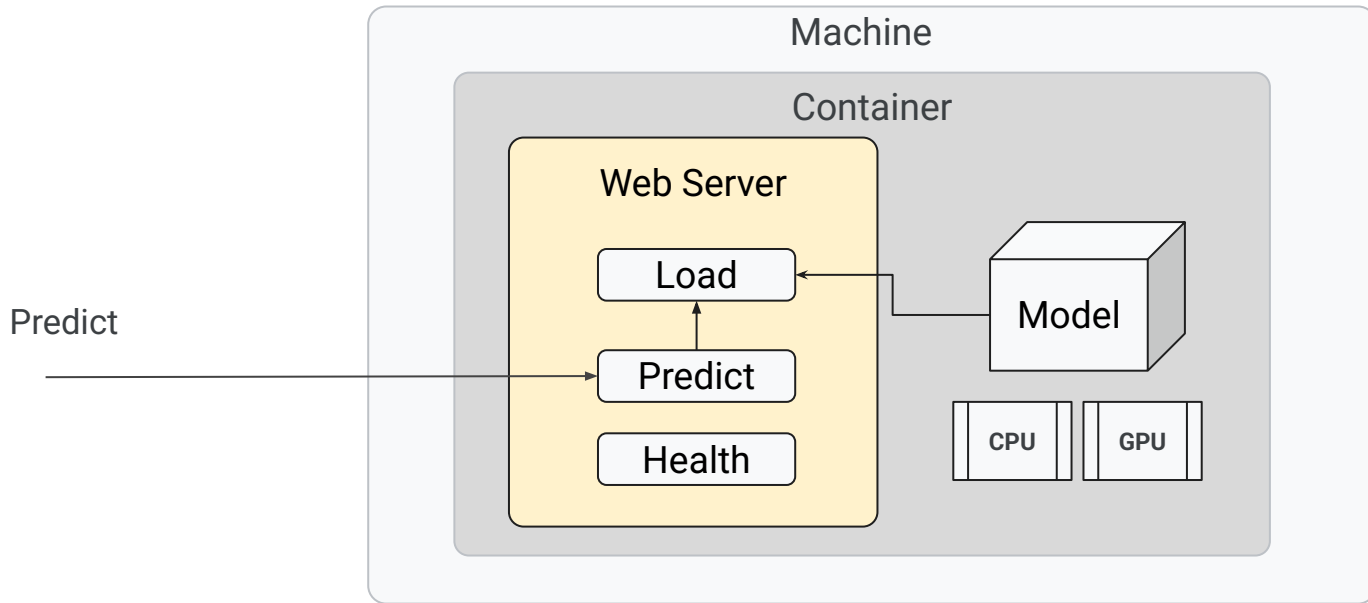 Machine
Container
Web Server
Load
Model
Predict
Predict
CPU
GPU
Health